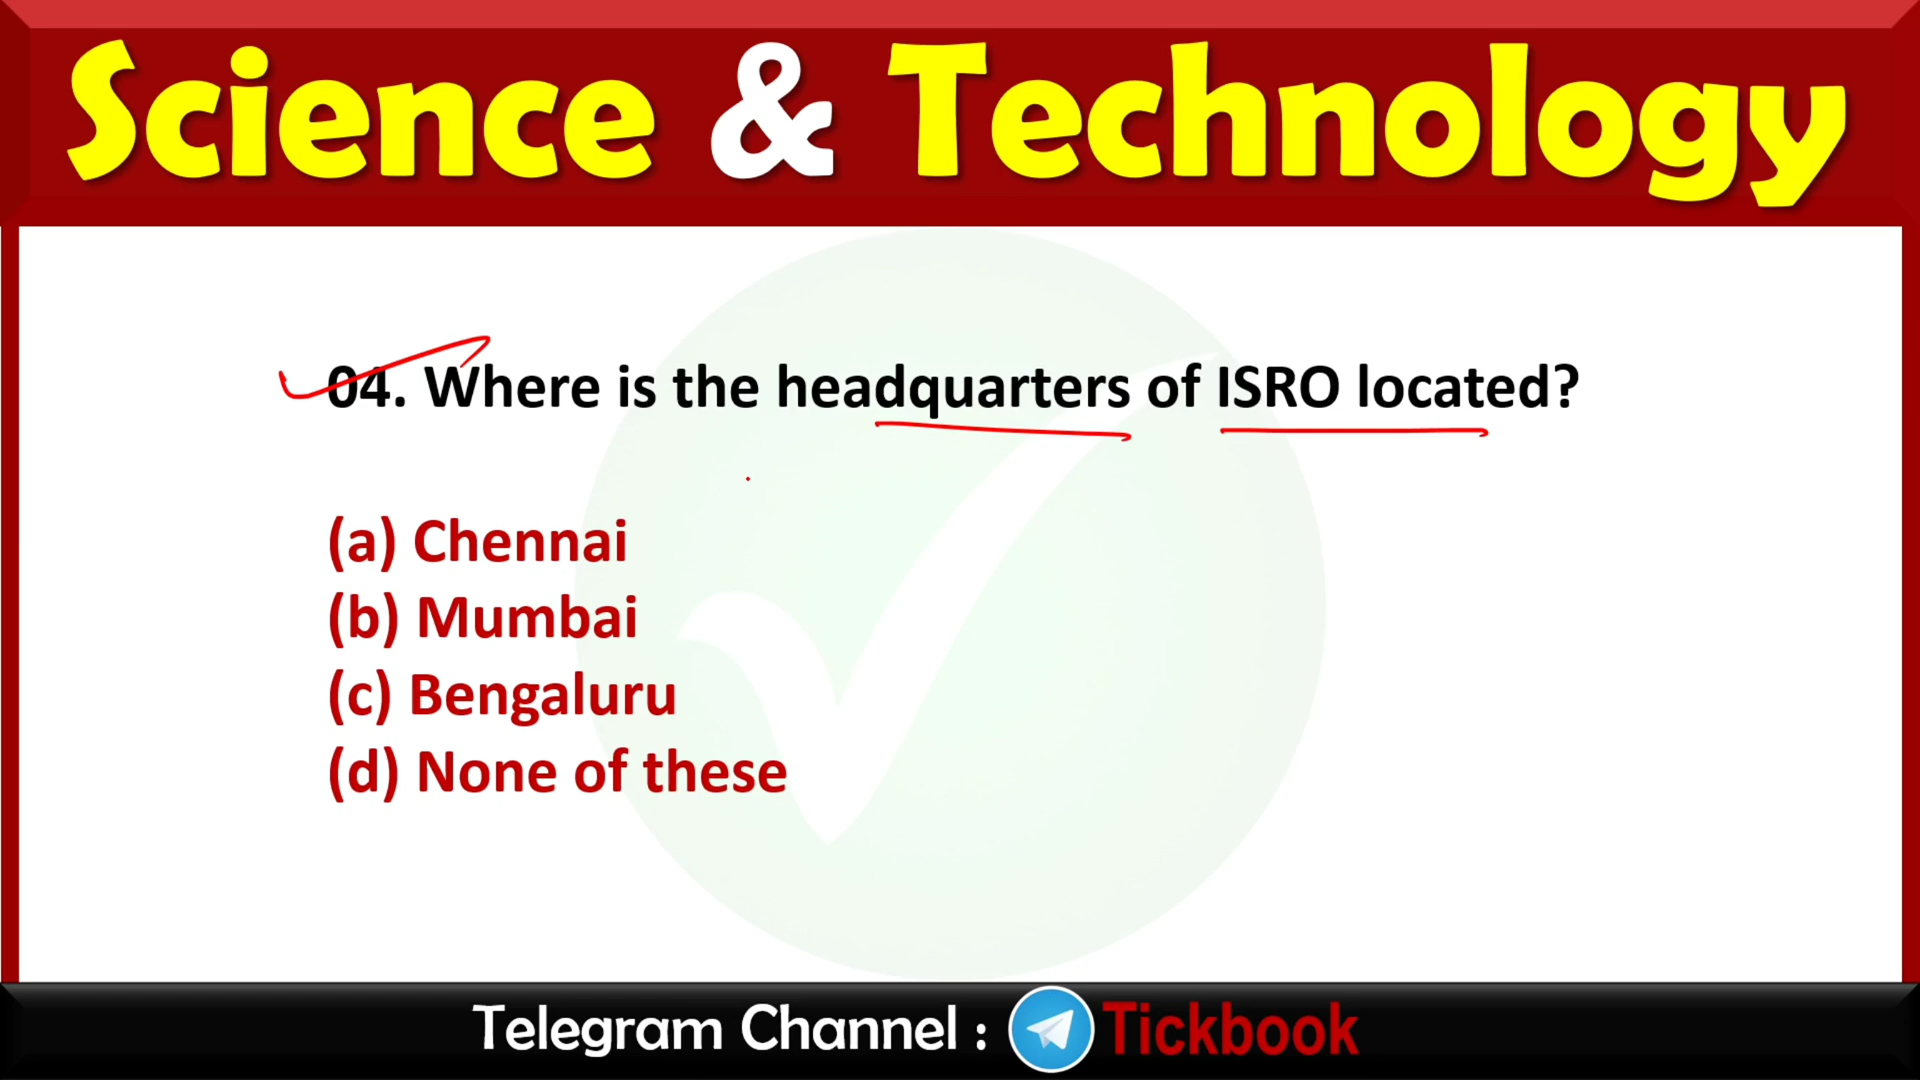 Science & Technology
04. Where is the headquarters of ISRO located?
(a) Chennai
(b) Mumbai
(c) Bengaluru
(d) None of these
Telegram Channel : Tickbook